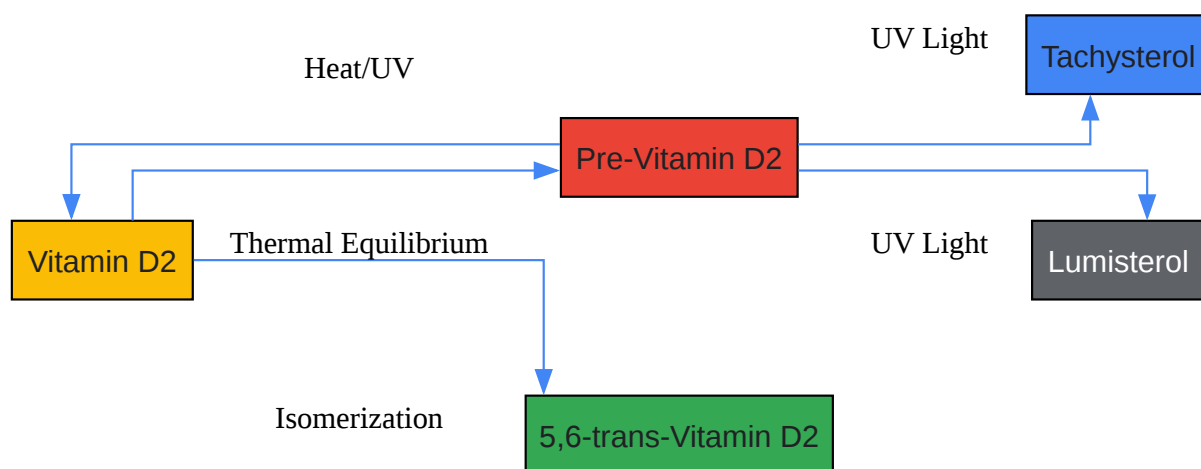 UV Light
Tachysterol
Heat/UV
Pre-Vitamin D2
Vitamin D2
Thermal Equilibrium
UV Light
Lumisterol
Isomerization
5,6-trans-Vitamin D2